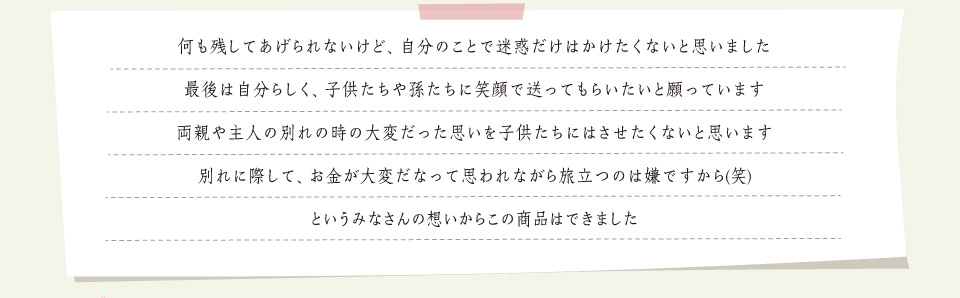 何も残してあげられないけど、自分のことで迷惑だけはかけたくないと思いました
最後は自分らしく、子供たちや孫たちに笑顔で送ってもらいたいと願っています
両親や主人の別れの時の大変だった思いを子供たちにはさせたくないと思います
別れに際して、お金が大変だなって思われながら旅立つのは嫌ですから(笑)
というみなさんの想いからこの商品はできました